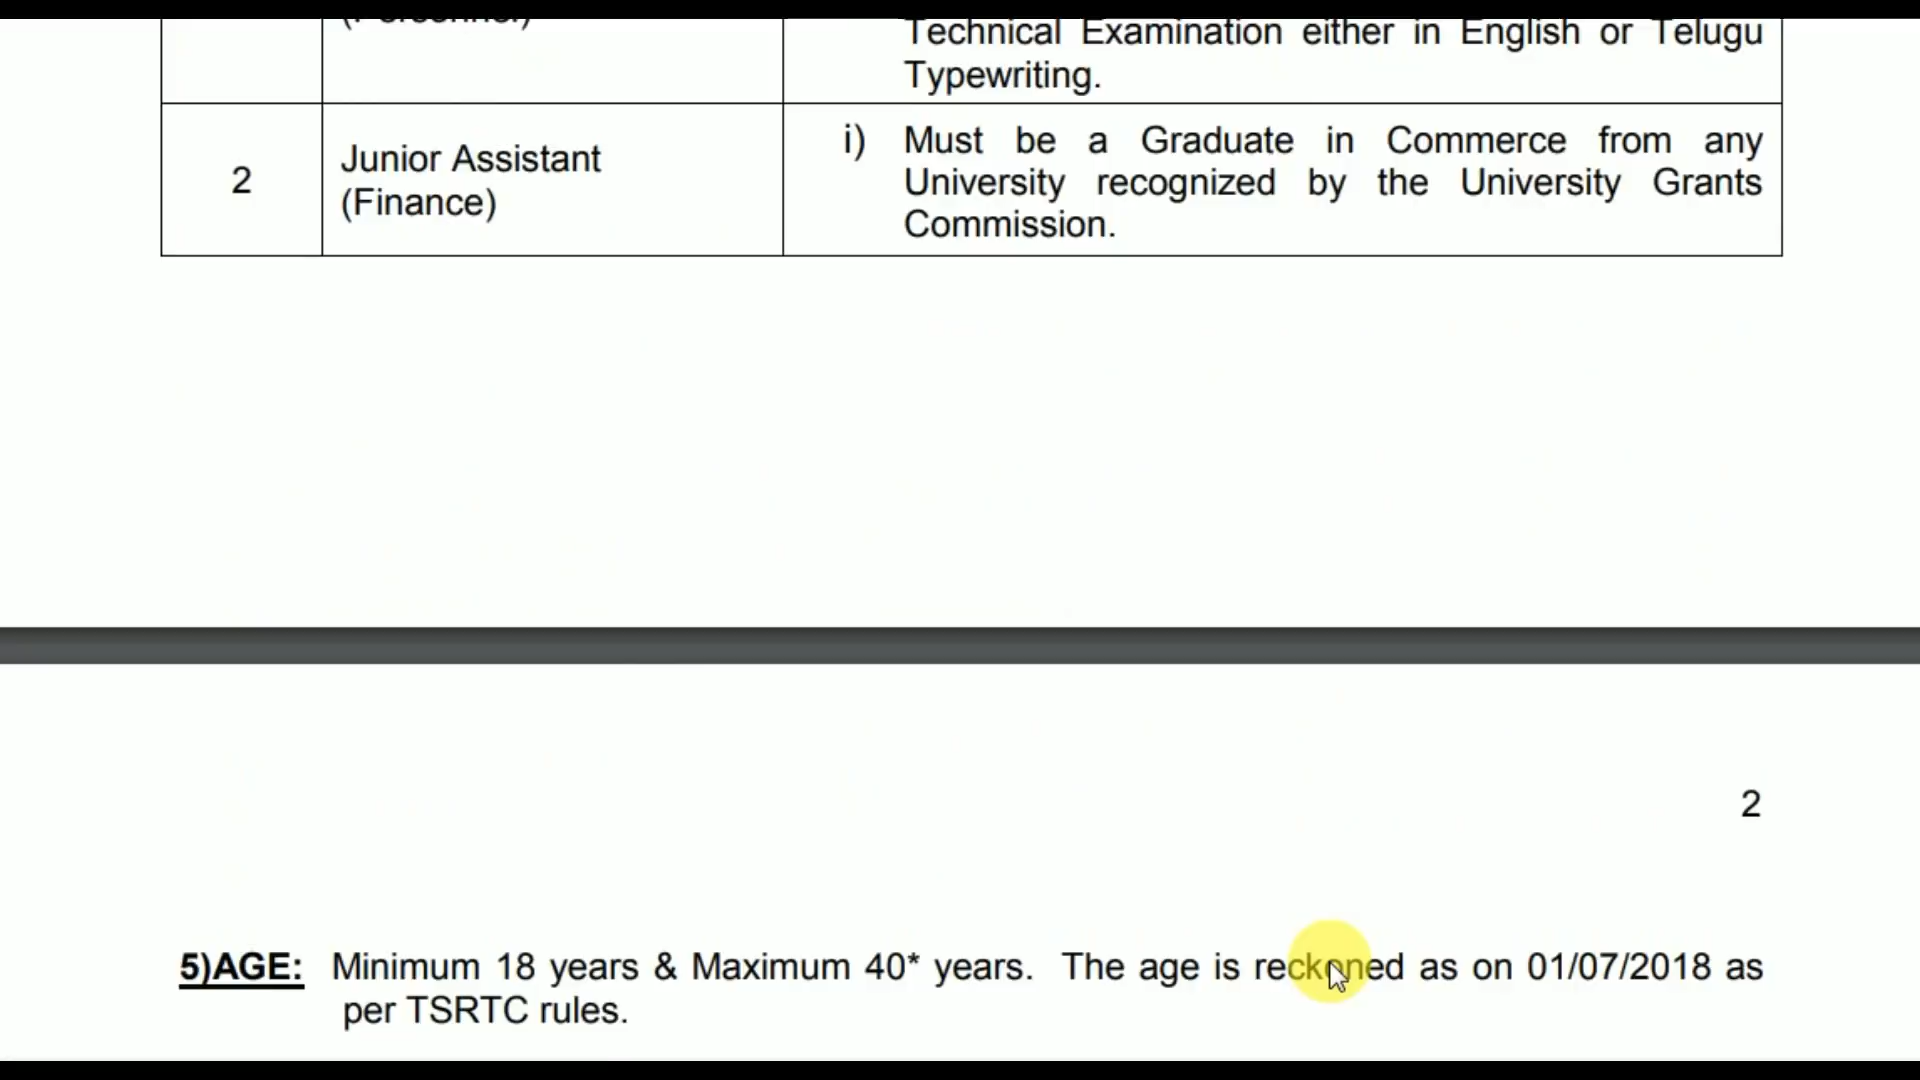 Technical Examination either in English or Telugu
Typewriting.
2
Junior Assistant
(Finance)
i) Must be a Graduate in Commerce from any
University recognized by the University Grants
Commission.
2
5)AGE: Minimum 18 years & Maximum 40* years. The age is reckoned as on 01/07/2018 as
per TSRTC rules.